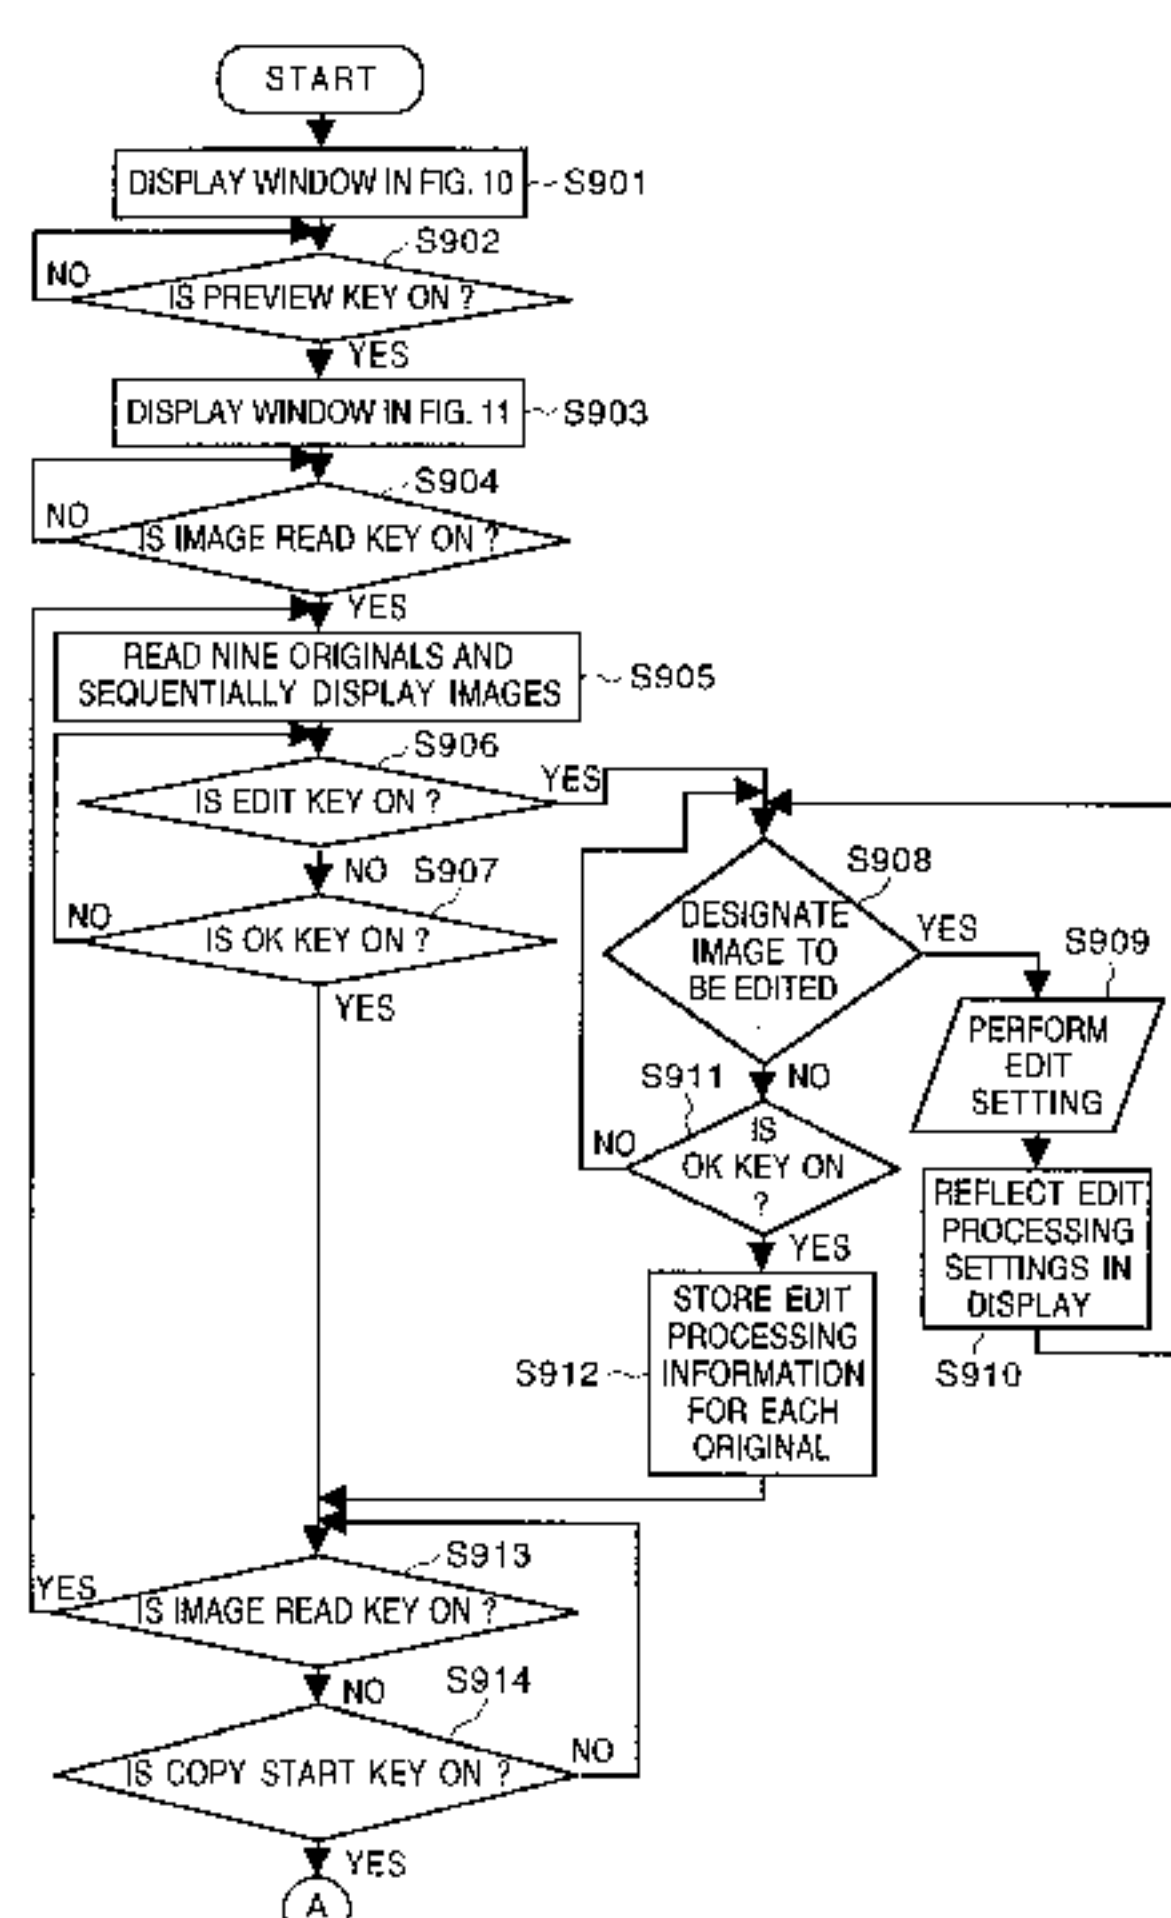 START
DISPLAY WINDOW IN FIG. 10
S901
S902
NO
IS PREVIEW KEY ON ?
YES
DISPLAY WINDOW IN FIG. 11
S903
S904
NO
IS IMAGE READ KEY ON ?
YES
READ NINE ORIGINALS AND
SEQUENTIALLY DISPLAY IMAGES
S905
S906
YES
IS EDIT KEY ON ?
NO
S907
NO
IS OK KEY ON ?
YES
S908
DESIGNATE
IMAGE TO
BE EDITED
YES
S909
PERFORM
EDIT
SETTING
NO
S911
NO
IS
OK KEY ON
?
YES
REFLECT EDIT
PROCESSING
SETTINGS IN
DISPLAY
S910
STORE EDIT
PROCESSING
INFORMATION
FOR EACH
ORIGINAL
S912
S913
YES
IS IMAGE READ KEY ON ?
NO
S914
IS COPY START KEY ON ?
NO
YES
A